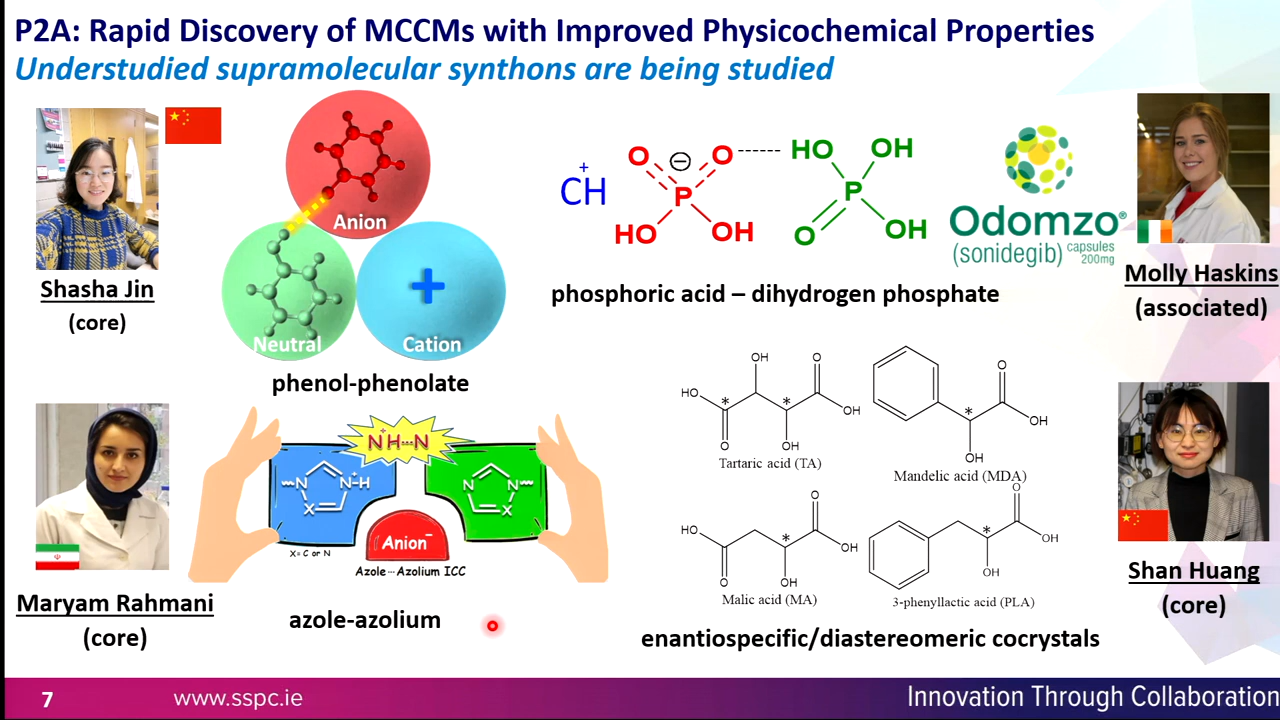 P2A: Rapid Discovery of MCCMs with Improved Physicochemical Properties
Understudied supramolecular synthons are being studied
Shasha Jin
(core)
Anion
Neutral
Cation
phenol-phenolate
CH
+
O
O
P
HO
OH
HO
OH
P
O
OH
phosphoric acid – dihydrogen phosphate
Odomzo®
(sonidegib) capsules
200mg
Molly Haskins
(associated)
Maryam Rahmani
(core)
N+H···N
N
N+-H
X
N
N
X
X = C or N
Anion-
Azole···Azolium ICC
azole-azolium
OH
O
HO
*
*
OH
O
OH
Tartaric acid (TA)
O
*
OH
OH
Mandelic acid (MDA)
O
HO
*
OH
O
OH
Malic acid (MA)
O
*
OH
OH
3-phenyllactic acid (PLA)
enantiospecific/diastereomeric cocrystals
Shan Huang
(core)
7
www.sspc.ie
Innovation Through Collaboration